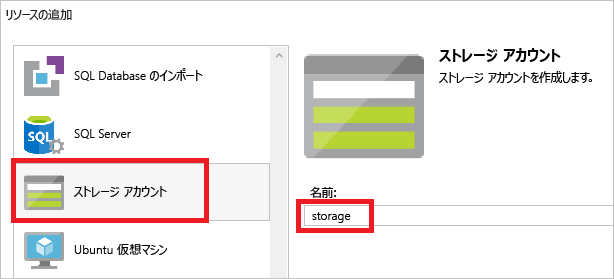 リソースの追加
SQL Database のインポート
SQL
SQL Server
ストレージ アカウント
Ubuntu 仮想マシン
ストレージ アカウント
ストレージ アカウントを作成します。
名前:
storage